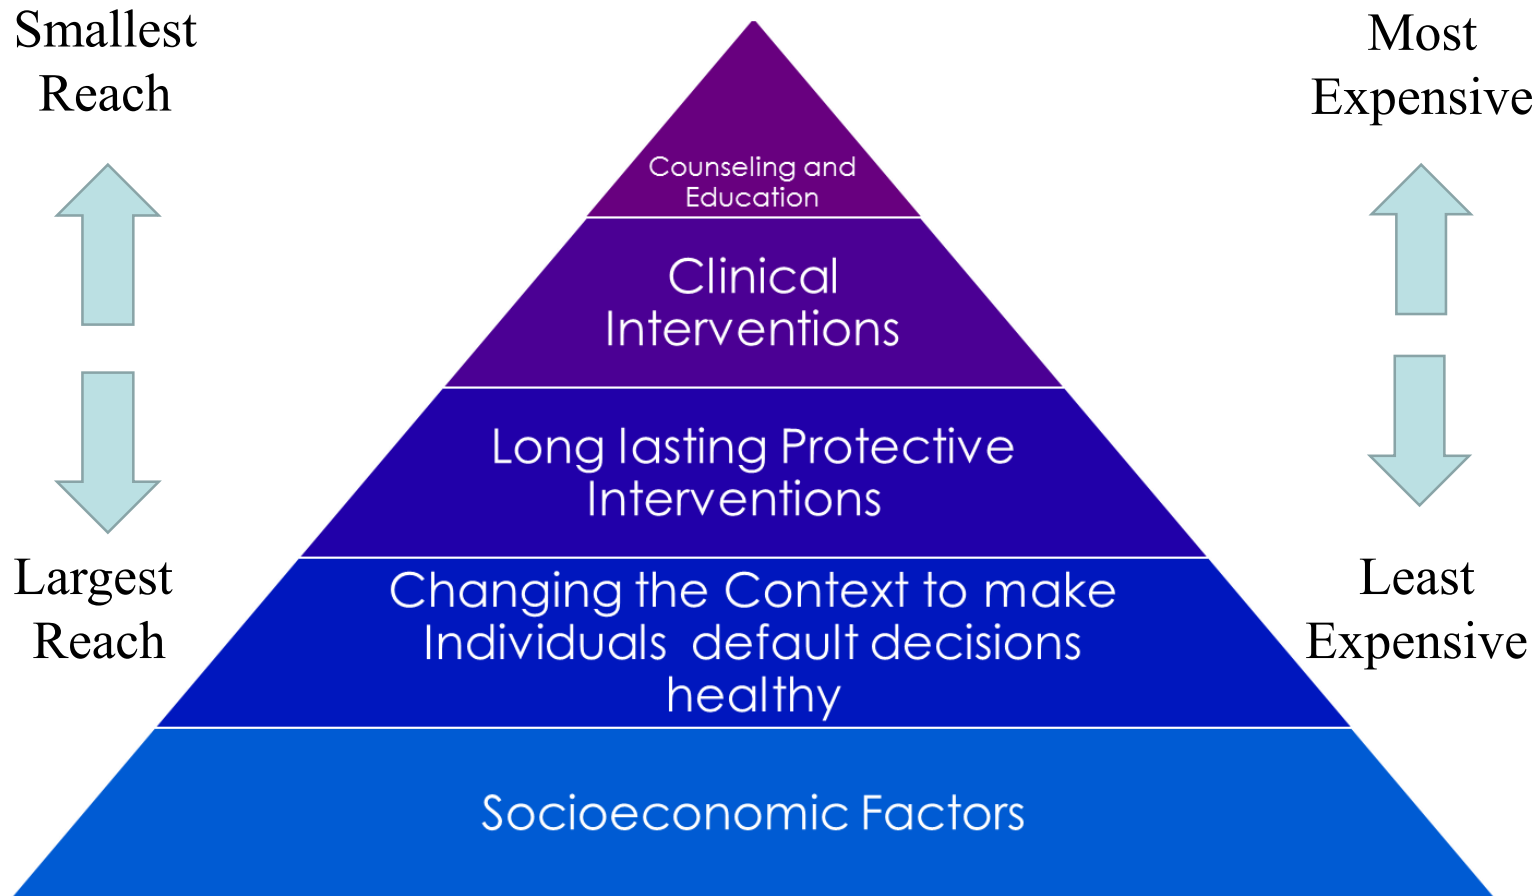 Smallest
Reach
Most
Expensive
Counseling and
Education
Clinical
Interventions
Long lasting Protective
Interventions
Largest
Reach
Changing the Context to make
Individuals  default decisions
healthy
Least
Expensive
Socioeconomic Factors